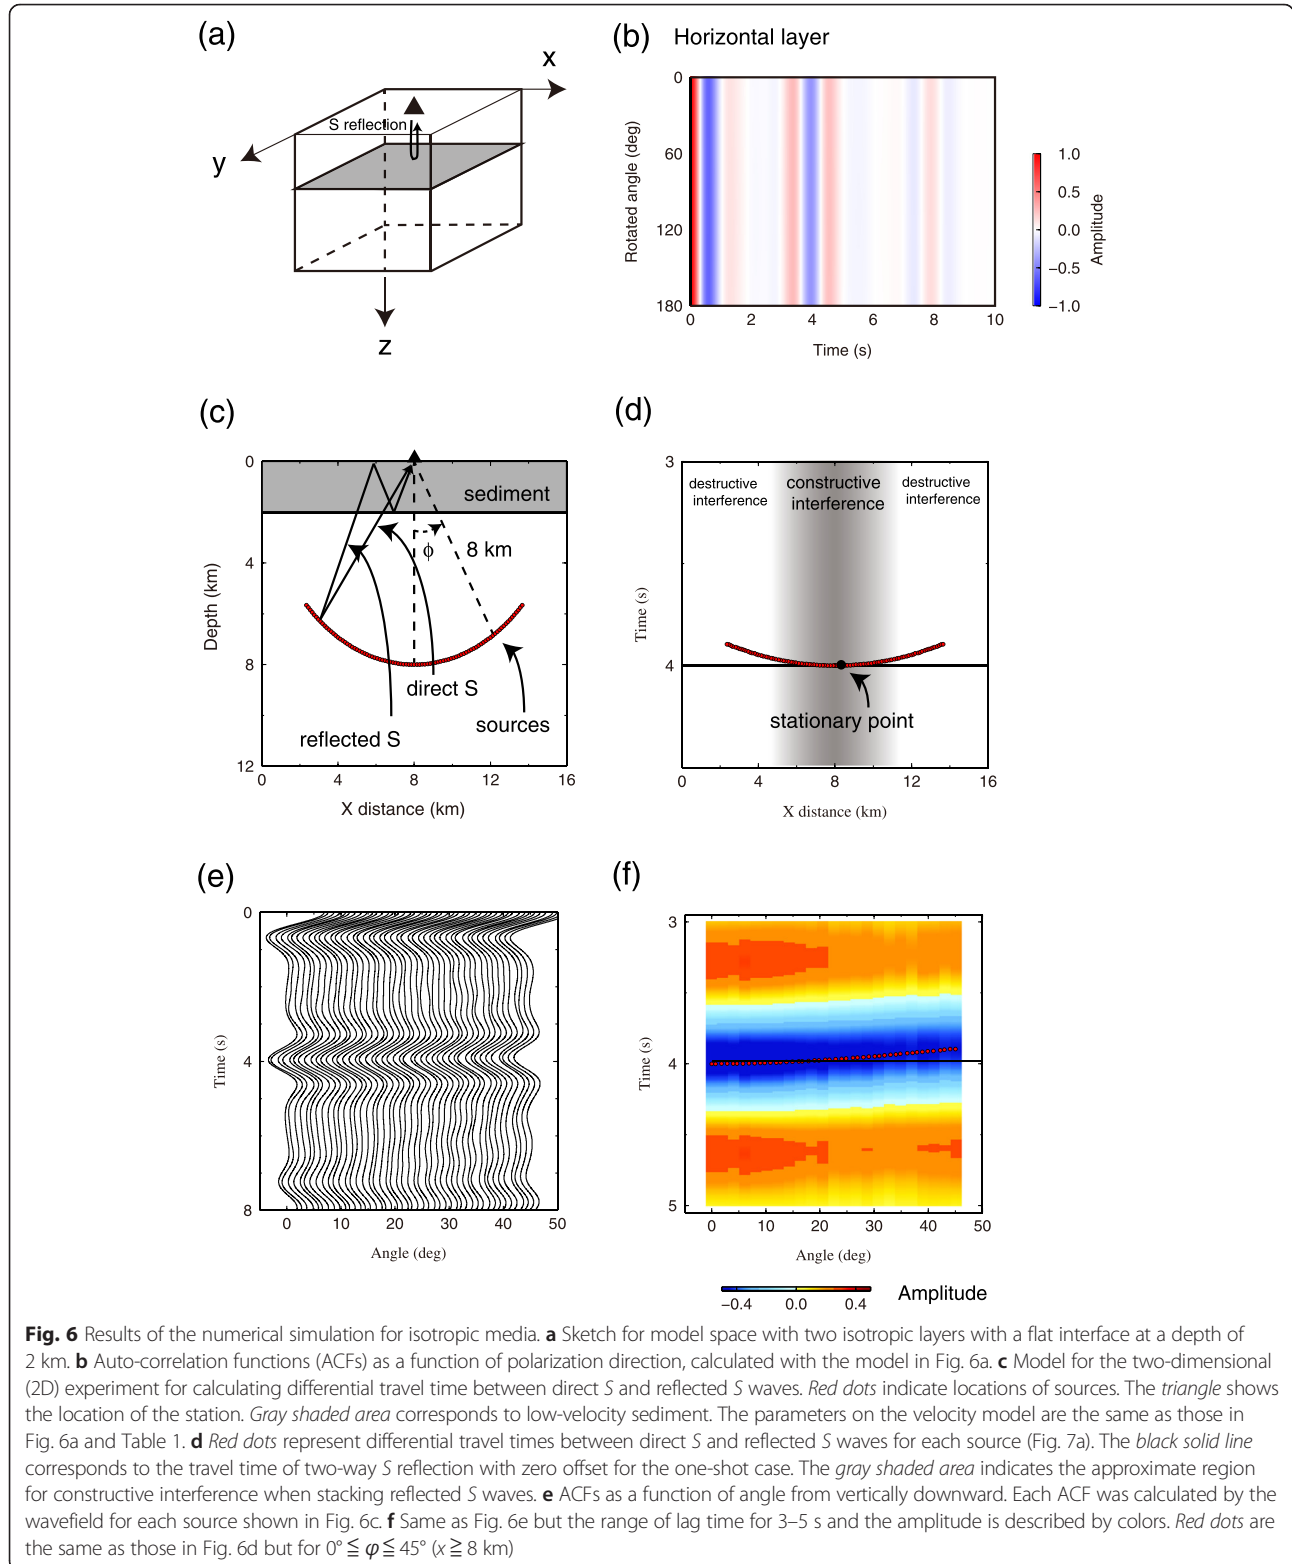 (a)
x
S reflection
y
z
(b) Horizontal layer
0
60
120
180
Rotated angle (deg)
0 2 4 6 8 10
Time (s)
1.0
0.5
0.0
−0.5
−1.0
Amplitude
(c)
0
4
8
12
Depth (km)
sediment
ϕ
8 km
direct S
reflected S
sources
0 4 8 12 16
X distance (km)
(d)
3
4
Time (s)
destructive
interference
constructive
interference
destructive
interference
stationary point
0 4 8 12 16
X distance (km)
(e)
0
4
8
Time (s)
0 10 20 30 40 50
Angle (deg)
(f)
3
4
5
Time (s)
0 10 20 30 40 50
Angle (deg)
−0.4 0.0 0.4
Amplitude
Fig. 6 Results of the numerical simulation for isotropic media. a Sketch for model space with two isotropic layers with a flat interface at a depth of
2 km. b Auto-correlation functions (ACFs) as a function of polarization direction, calculated with the model in Fig. 6a. c Model for the two-dimensional
(2D) experiment for calculating differential travel time between direct S and reflected S waves. Red dots indicate locations of sources. The triangle shows
the location of the station. Gray shaded area corresponds to low-velocity sediment. The parameters on the velocity model are the same as those in
Fig. 6a and Table 1. d Red dots represent differential travel times between direct S and reflected S waves for each source (Fig. 7a). The black solid line
corresponds to the travel time of two-way S reflection with zero offset for the one-shot case. The gray shaded area indicates the approximate region
for constructive interference when stacking reflected S waves. e ACFs as a function of angle from vertically downward. Each ACF was calculated by the
wavefield for each source shown in Fig. 6c. f Same as Fig. 6e but the range of lag time for 3–5 s and the amplitude is described by colors. Red dots are
the same as those in Fig. 6d but for 0° ≦ φ ≦ 45° (x ≧ 8 km)